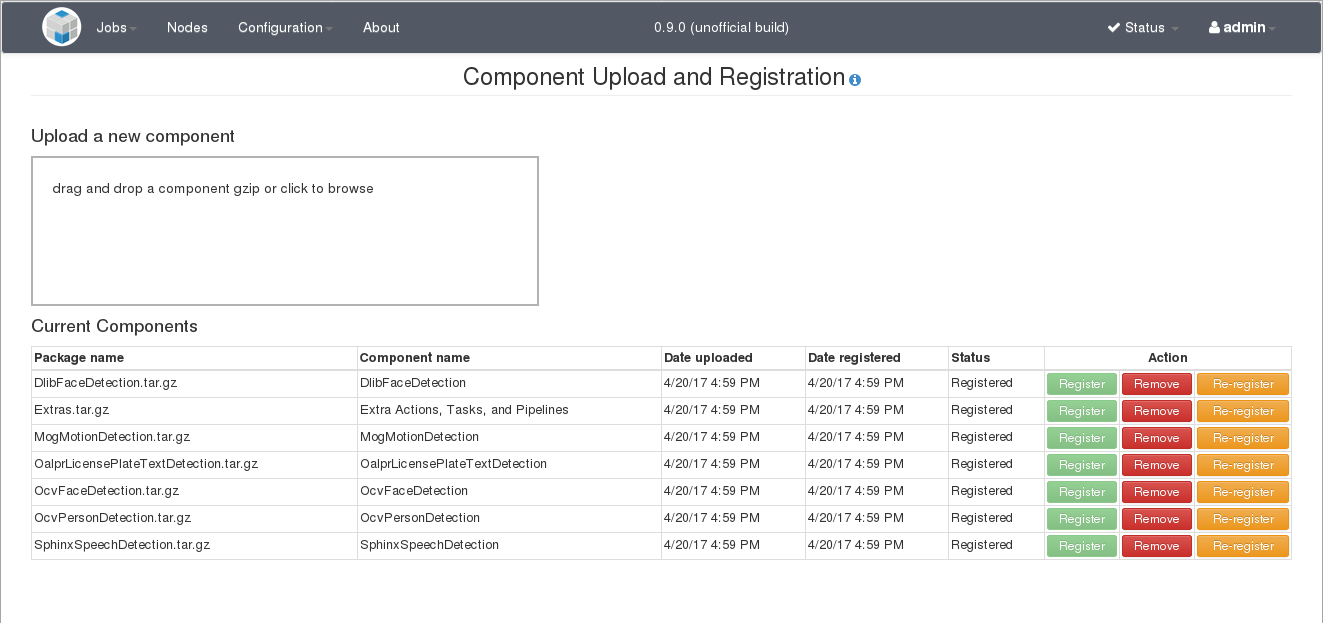 Jobs Nodes Configuration About 0.9.0 (unofficial build) Status admin
Component Upload and Registration
Upload a new component
drag and drop a component gzip or click to browse
Current Components
Package name Component name Date uploaded Date registered Status Action
DlibFaceDetection.tar.gz DlibFaceDetection 4/20/17 4:59 PM 4/20/17 4:59 PM Registered Register Remove Re-register
Extras.tar.gz Extra Actions, Tasks, and Pipelines 4/20/17 4:59 PM 4/20/17 4:59 PM Registered Register Remove Re-register
MogMotionDetection.tar.gz MogMotionDetection 4/20/17 4:59 PM 4/20/17 4:59 PM Registered Register Remove Re-register
OalprLicensePlateTextDetection.tar.gz OalprLicensePlateTextDetection 4/20/17 4:59 PM 4/20/17 4:59 PM Registered Register Remove Re-register
OcvFaceDetection.tar.gz OcvFaceDetection 4/20/17 4:59 PM 4/20/17 4:59 PM Registered Register Remove Re-register
OcvPersonDetection.tar.gz OcvPersonDetection 4/20/17 4:59 PM 4/20/17 4:59 PM Registered Register Remove Re-register
SphinxSpeechDetection.tar.gz SphinxSpeechDetection 4/20/17 4:59 PM 4/20/17 4:59 PM Registered Register Remove Re-register